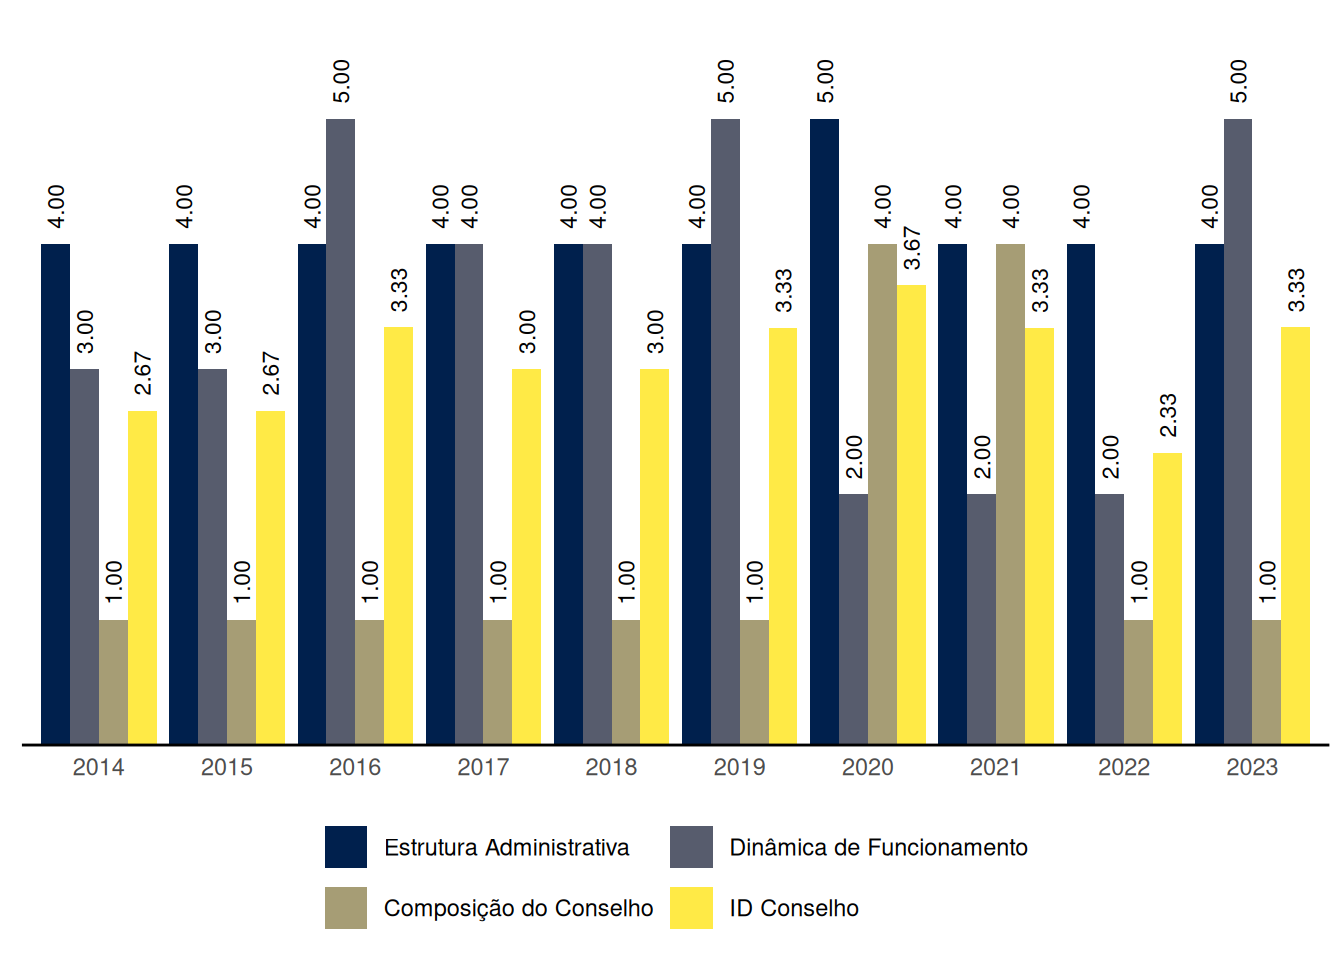 4.00 3.00 1.00 2.67
4.00 3.00 1.00 2.67
4.00 5.00 1.00 3.33
4.00 4.00 1.00 3.00
4.00 4.00 1.00 3.00
4.00 5.00 1.00 3.33
5.00 2.00 4.00 3.67
4.00 2.00 4.00 3.33
4.00 2.00 1.00 2.33
4.00 5.00 1.00 3.33
2014 2015 2016 2017 2018 2019 2020 2021 2022 2023
Estrutura Administrativa Dinâmica de Funcionamento
Composição do Conselho ID Conselho